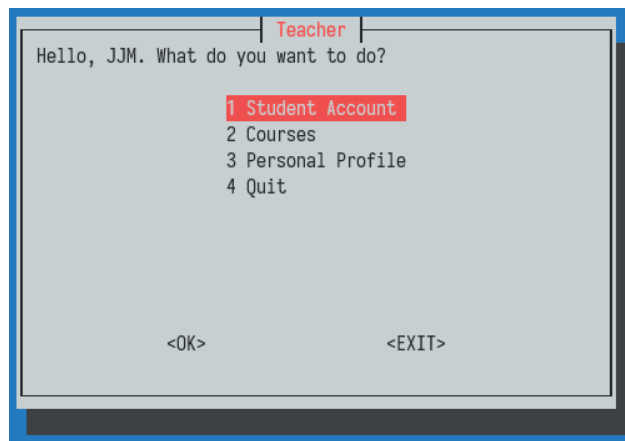 Teacher
Hello, JJM. What do you want to do?
1 Student Account
2 Courses
3 Personal Profile
4 Quit
<OK> <EXIT>